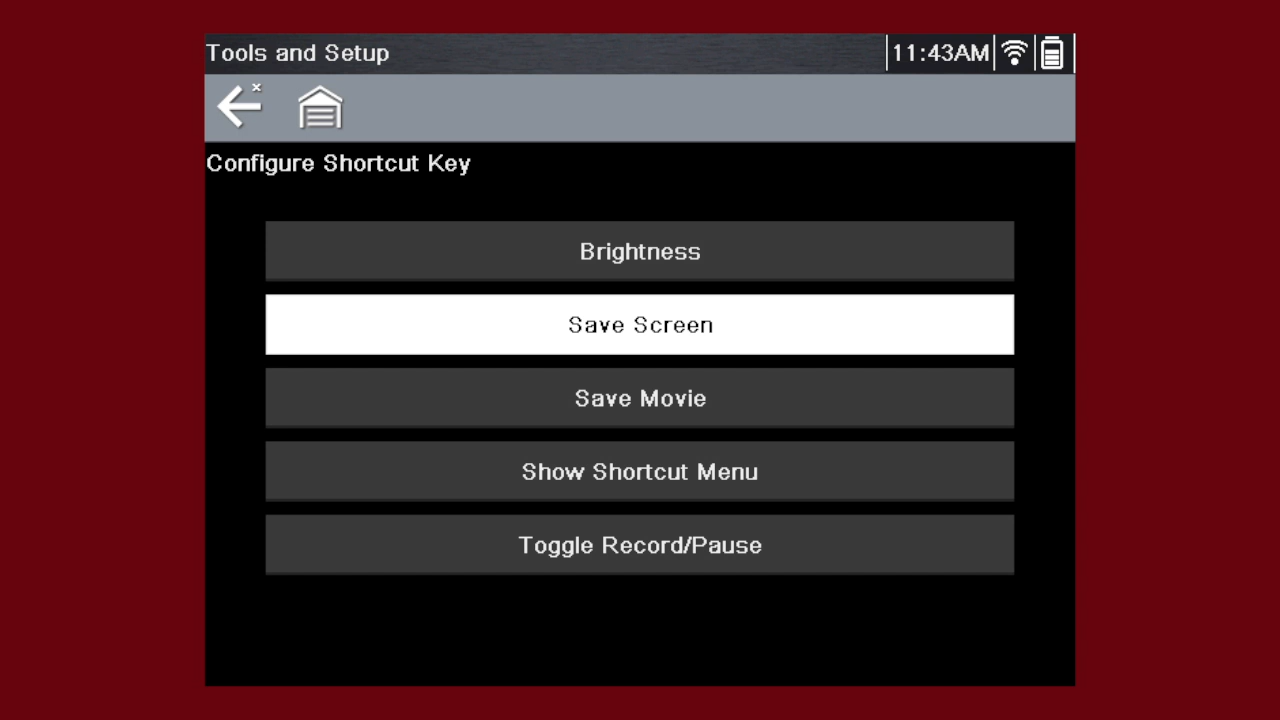 Tools and Setup
11:43AM
Configure Shortcut Key
Brightness
Save Screen
Save Movie
Show Shortcut Menu
Toggle Record/Pause